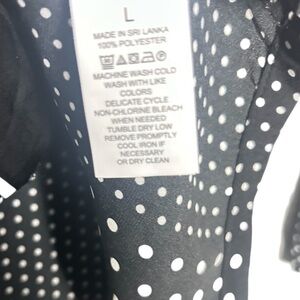 L
MADE IN SRI LANKA
100% POLYESTER
MACHINE WASH COLD
WASH WITH LIKE
COLORS
DELICATE CYCLE
NON-CHLORINE BLEACH
WHEN NEEDED
TUMBLE DRY LOW
REMOVE PROMPTLY
COOL IRON IF
NECESSARY
OR DRY CLEAN